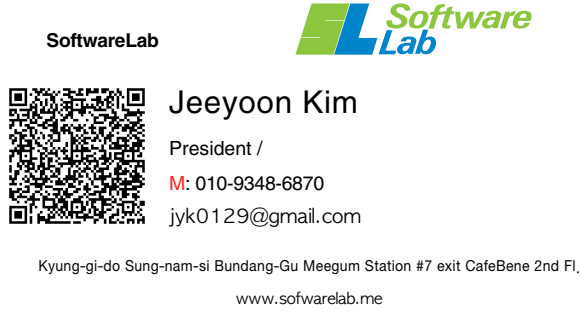 SoftwareLab
SL Software
Lab
Jeeyoon Kim
President /
M: 010-9348-6870
jyk0129@gmail.com
Kyung-gi-do Sung-nam-si Bundang-Gu Meegum Station #7 exit CafeBene 2nd Fl.
www.sofwarelab.me